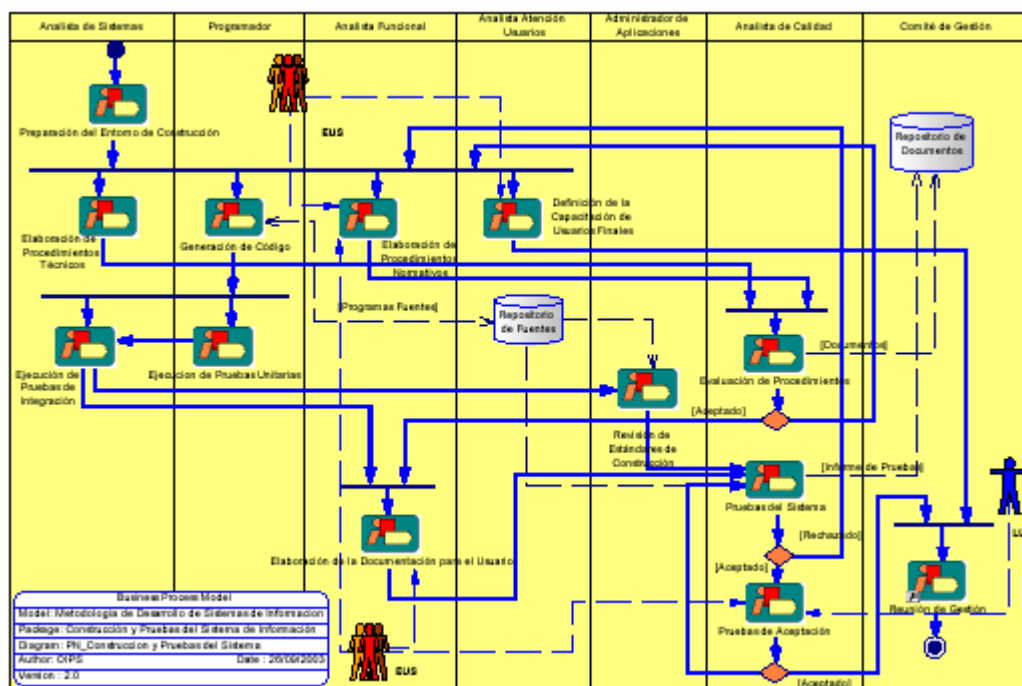 Analista de Sistemas
Programador
Analista Funcional
Analista Atención
Usuarios
Administrador de
Aplicaciones
Analista de Calidad
Comité de Gestión
Preparación del Entorno de Construcción
EUS
Repositorio de
Documentos
Elaboración de
Procedimientos
Técnicos
Generación de Código
Elaboración de
Procedimientos
Normativos
Definición de la
Capacitación de
Usuarios Finales
[Programas Fuentes]
Repositorio
de Fuentes
[Documentos]
Ejecución de
Pruebas de
Integración
Ejecucion de Pruebas Unitarias
Evaluación de Procedimientos
[Aceptado]
Revisión de
Estándares de
Construcción
[Informe de Pruebas]
Pruebas del Sistema
[Rechazado]
Elaboración de la Documentación para el Usuario
[Aceptado]
Reunión de Gestión
Pruebas de Aceptación
EUS
[Aceptado]
Business Process Model
Model: Metodologia de Desarrollo de Sistemas de Informacion
Package: Construcción y Pruebas del Sistema de Información
Diagram: PN_Construccion y Pruebas del Sistema
Author: OIPS
Version : 2.0